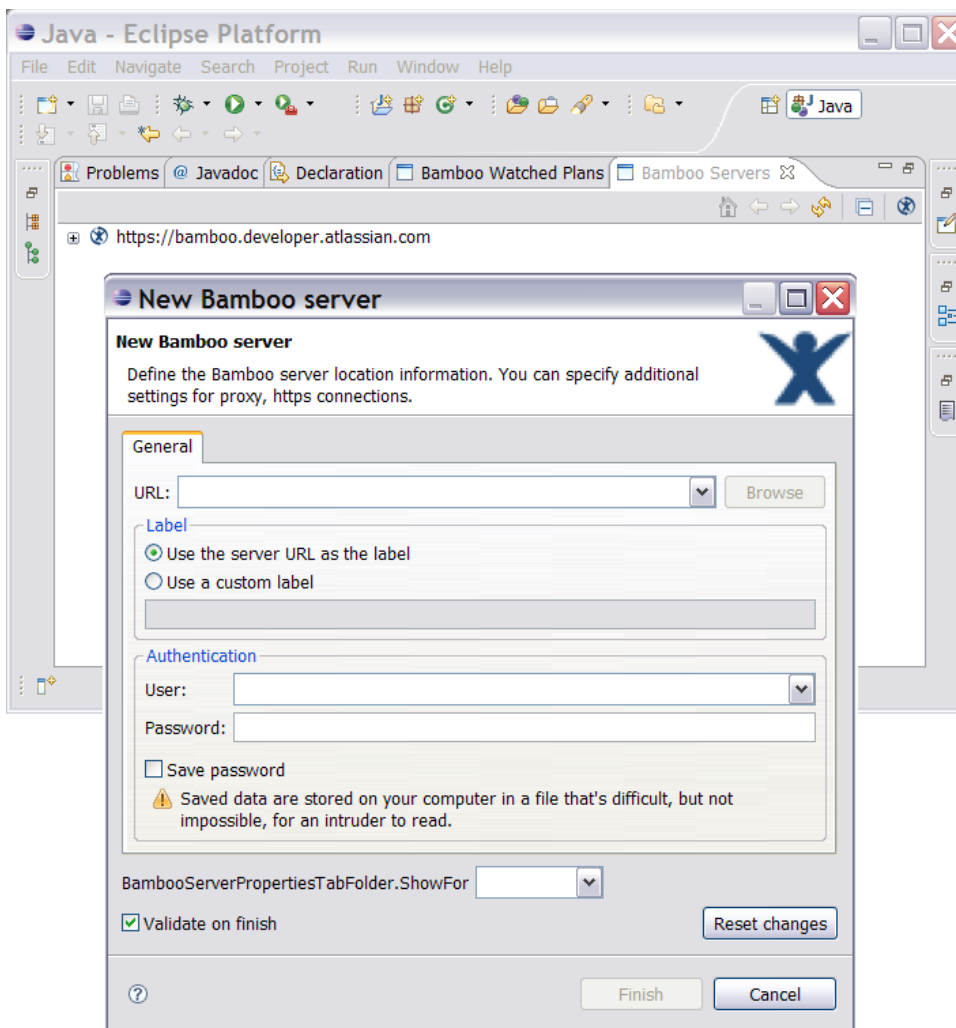 Java - Eclipse Platform
File Edit Navigate Search Project Run Window Help
Java
Problems @ Javadoc Declaration Bamboo Watched Plans Bamboo Servers
https://bamboo.developer.atlassian.com
New Bamboo server
New Bamboo server
Define the Bamboo server location information. You can specify additional
settings for proxy, https connections.
General
URL: Browse
Label
Use the server URL as the label
Use a custom label
Authentication
User:
Password:
Save password
Saved data are stored on your computer in a file that's difficult, but not
impossible, for an intruder to read.
BambooServerPropertiesTabFolder.ShowFor
Validate on finish Reset changes
? Finish Cancel